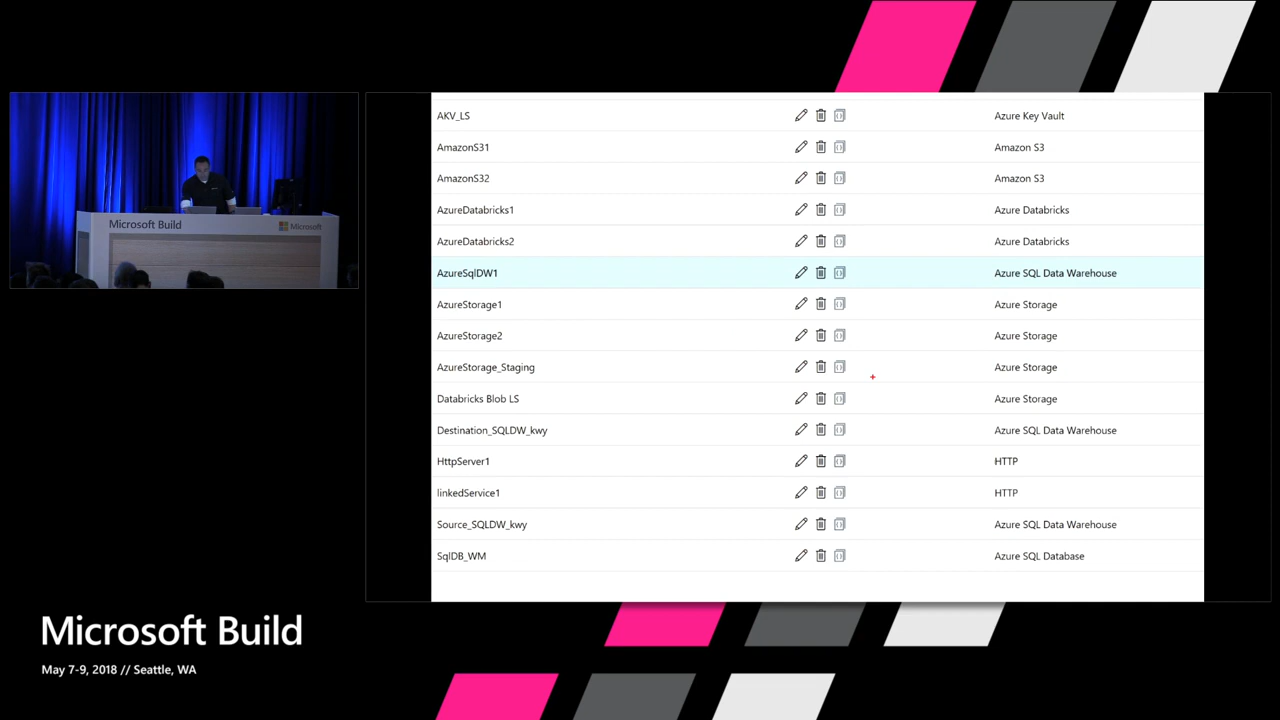 Microsoft Build
Microsoft
AKV_LS Azure Key Vault
AmazonS31 Amazon S3
AmazonS32 Amazon S3
AzureDatabricks1 Azure Databricks
AzureDatabricks2 Azure Databricks
AzureSqlDW1 Azure SQL Data Warehouse
AzureStorage1 Azure Storage
AzureStorage2 Azure Storage
AzureStorage_Staging Azure Storage
Databricks Blob LS Azure Storage
Destination_SQLDW_kwy Azure SQL Data Warehouse
HttpServer1 HTTP
linkedService1 HTTP
Source_SQLDW_kwy Azure SQL Data Warehouse
SqlDB_WM Azure SQL Database
Microsoft Build
May 7-9, 2018 // Seattle, WA